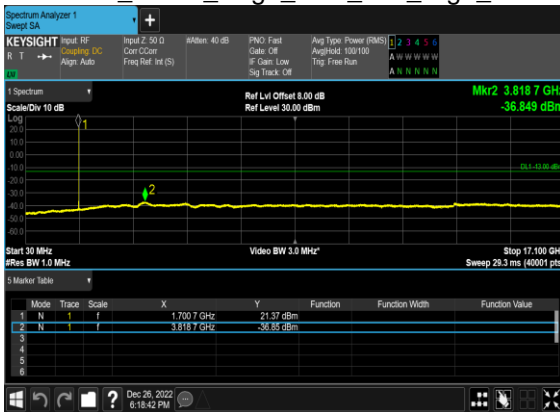 Spectrum Analyzer 1
Swept SA
+
KEYSIGHT Input: RF Input Z: 50 Ω #Atten: 40 dB PNO: Fast Avg Type: Power (RMS) 1 2 3 4 5 6
R T Coupling: DC Corr CCorr Gate: Off Avg|Hold: 100/100 A W W W W W
Align: Auto Freq Ref: Int (S) IF Gain: Low Trig: Free Run
Sig Track: Off A N N N N N
1 Spectrum Ref Lvl Offset 8.00 dB Mkr2 3.818 7 GHz
Scale/Div 10 dB Ref Level 30.00 dBm -36.849 dBm
Log
20.0
10.0
0.00
-10.0
-20.0
-30.0
-40.0
-50.0
-60.0
1
2
DL1 -13.00 dBm
Start 30 MHz Video BW 3.0 MHz* Stop 17.100 GHz
#Res BW 1.0 MHz Sweep 29.3 ms (40001 pts)
5 Marker Table
Mode Trace Scale X Y Function Function Width Function Value
1 N 1 f 1.700 7 GHz 21.37 dBm
2 N 1 f 3.818 7 GHz -36.85 dBm
3
4
5
6
? Dec 26, 2022
6:18:42 PM